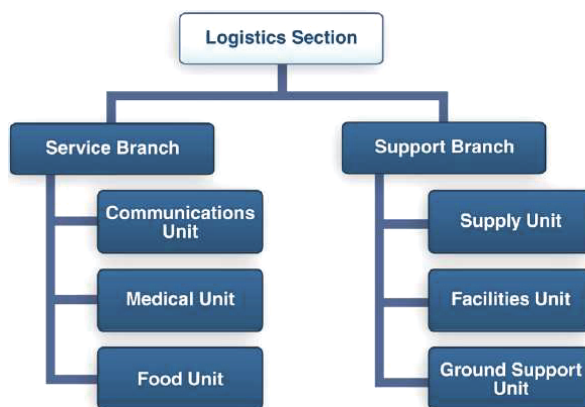 Logistics Section
Service Branch
Communications
Unit
Medical Unit
Food Unit
Support Branch
Supply Unit
Facilities Unit
Ground Support
Unit